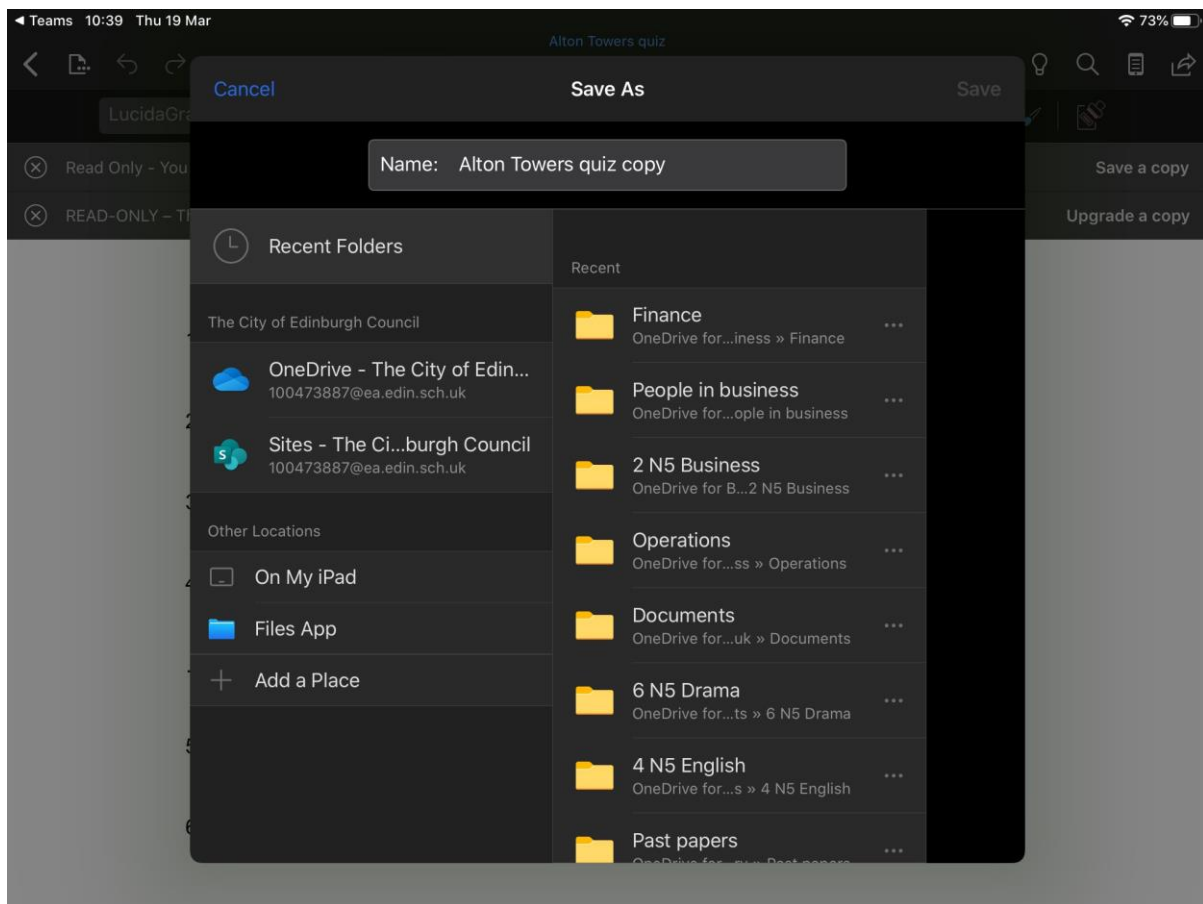 ◀ Teams 10:39 Thu 19 Mar 73%
Alton Towers quiz
Cancel Save As Save
LucidaGra
Name: Alton Towers quiz copy
Read Only - You Save a copy
READ-ONLY – Th Upgrade a copy
Recent Folders
Recent
The City of Edinburgh Council
OneDrive - The City of Edin...
100473887@ea.edin.sch.uk
Sites - The Ci...burgh Council
100473887@ea.edin.sch.uk
Other Locations
On My iPad
Files App
Add a Place
Finance
OneDrive for...iness » Finance
People in business
OneDrive for...ople in business
2 N5 Business
OneDrive for B...2 N5 Business
Operations
OneDrive for...ss » Operations
Documents
OneDrive for...uk » Documents
6 N5 Drama
OneDrive for...ts » 6 N5 Drama
4 N5 English
OneDrive for...s » 4 N5 English
Past papers